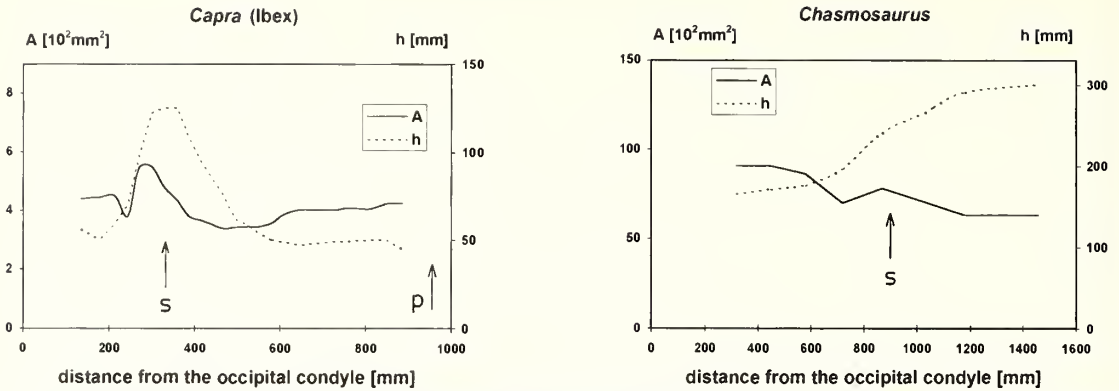 Capra (Ibex)
A [10²mm²]
h [mm]
8
6
4
2
0
150
100
50
0
A
h
S
p
0 200 400 600 800 1000
distance from the occipital condyle [mm]
Chasmosaurus
A [10²mm²]
h [mm]
150
100
50
0
300
200
100
0
A
h
S
0 200 400 600 800 1000 1200 1400 1600
distance from the occipital condyle [mm]